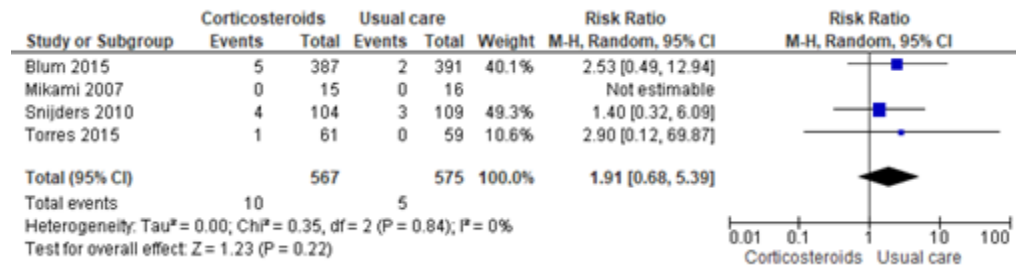 Corticosteroids Usual care Risk Ratio Risk Ratio
Study or Subgroup Events Total Events Total Weight M-H, Random, 95% CI M-H, Random, 95% CI
Blum 2015 5 387 2 391 40.1% 2.53 [0.49, 12.94]
Mikami 2007 0 15 0 16 Not estimable
Snijders 2010 4 104 3 109 49.3% 1.40 [0.32, 6.09]
Torres 2015 1 61 0 59 10.6% 2.90 [0.12, 69.87]
Total (95% CI) 567 575 100.0% 1.91 [0.68, 5.39]
Total events 10 5
Heterogeneity: Tau² = 0.00; Chi² = 0.35, df = 2 (P = 0.84); I² = 0%
Test for overall effect: Z = 1.23 (P = 0.22)
0.01 0.1 1 10 100
Corticosteroids Usual care